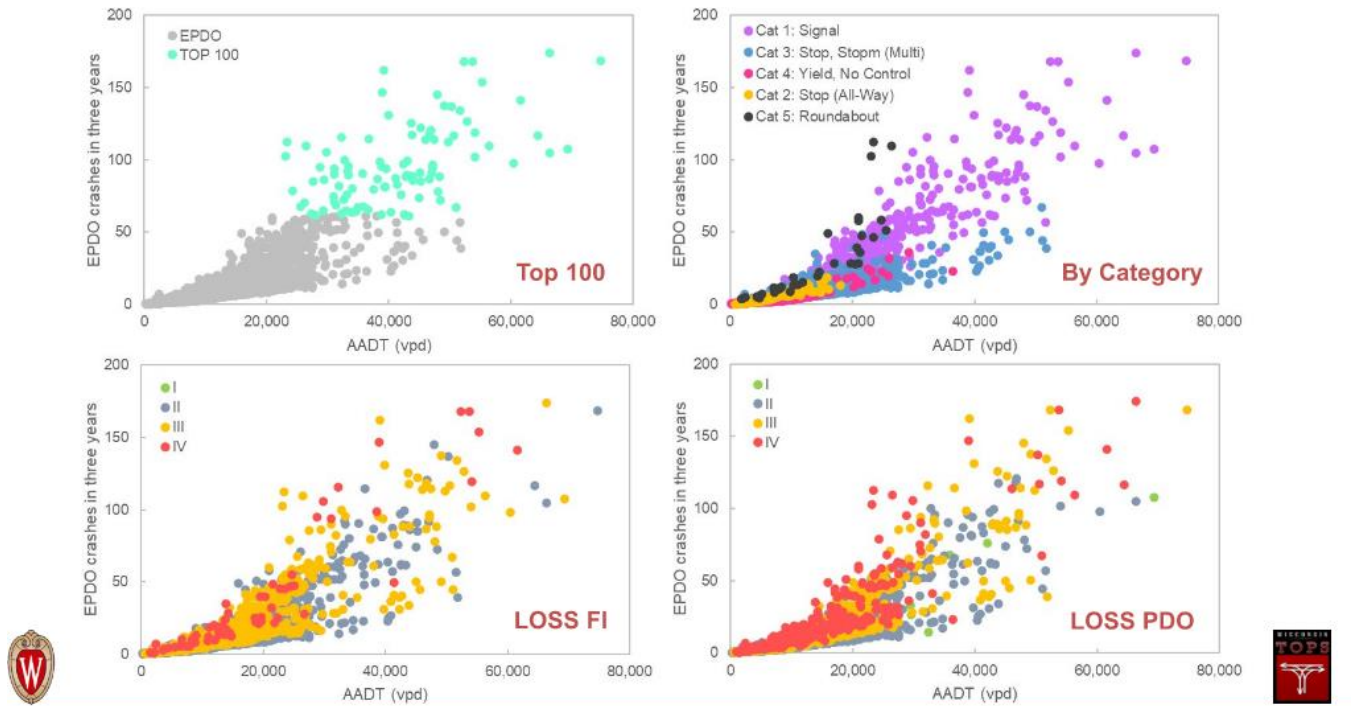 200
150
100
50
0
EPDO crashes in three years
EPDO
TOP 100
Top 100
0
20,000
40,000
60,000
80,000
AADT (vpd)
200
150
100
50
0
EPDO crashes in three years
Cat 1: Signal
Cat 3: Stop, Stopm (Multi)
Cat 4: Yield, No Control
Cat 2: Stop (All-Way)
Cat 5: Roundabout
By Category
0
20,000
40,000
60,000
80,000
AADT (vpd)
200
150
100
50
0
EPDO crashes in three years
I
II
III
IV
LOSS FI
0
20,000
40,000
60,000
80,000
AADT (vpd)
200
150
100
50
0
EPDO crashes in three years
I
II
III
IV
LOSS PDO
0
20,000
40,000
60,000
80,000
AADT (vpd)
W
WISCONSIN
TOPS